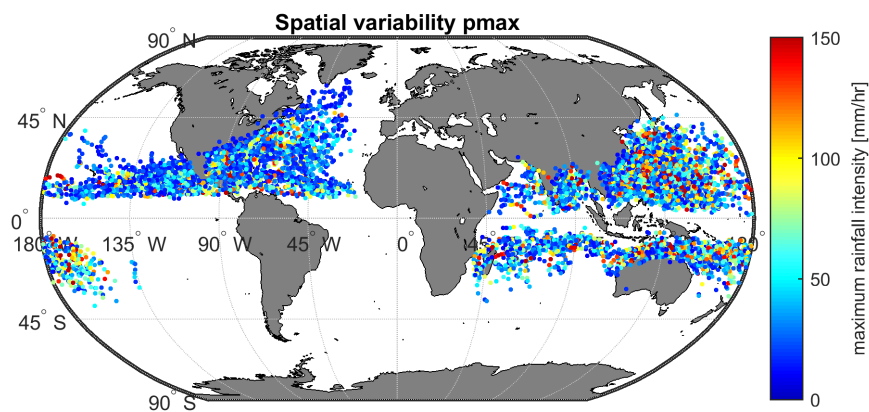 Spatial variability pmax
90° N
45° N
0°
180° W
135° W
90° W
45° W
0°
45° S
90° S
150
100
50
0
maximum rainfall intensity [mm/hr]